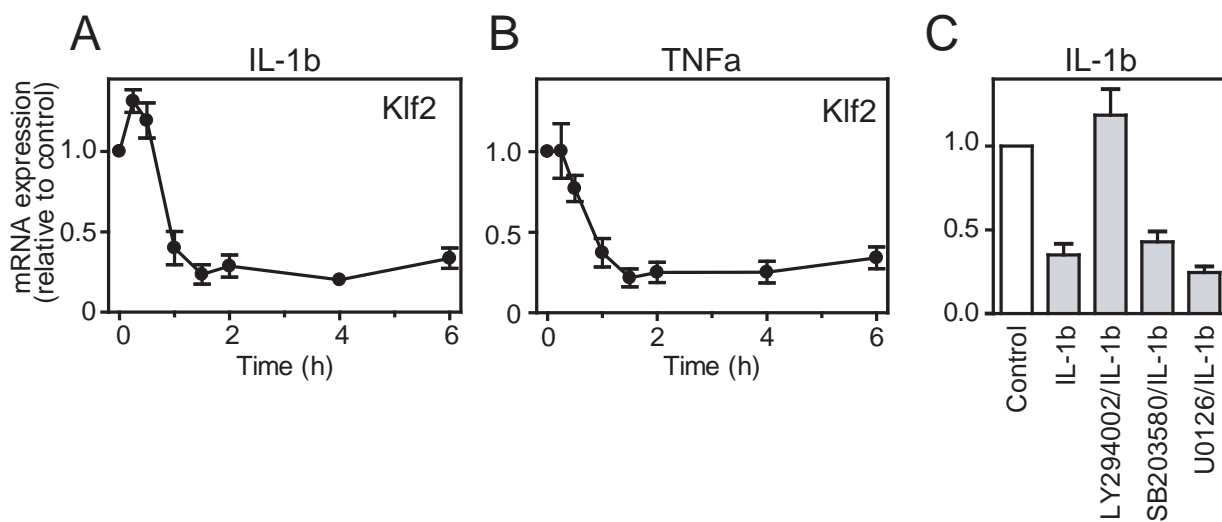 A
IL-1b
Klf2
mRNA expression
(relative to control)
1.0
0.5
0
0
2
4
6
Time (h)
B
TNFa
Klf2
1.0
0.5
0
0
2
4
6
Time (h)
C
IL-1b
1.0
0.5
0.0
Control
IL-1b
LY294002/IL-1b
SB203580/IL-1b
U0126/IL-1b